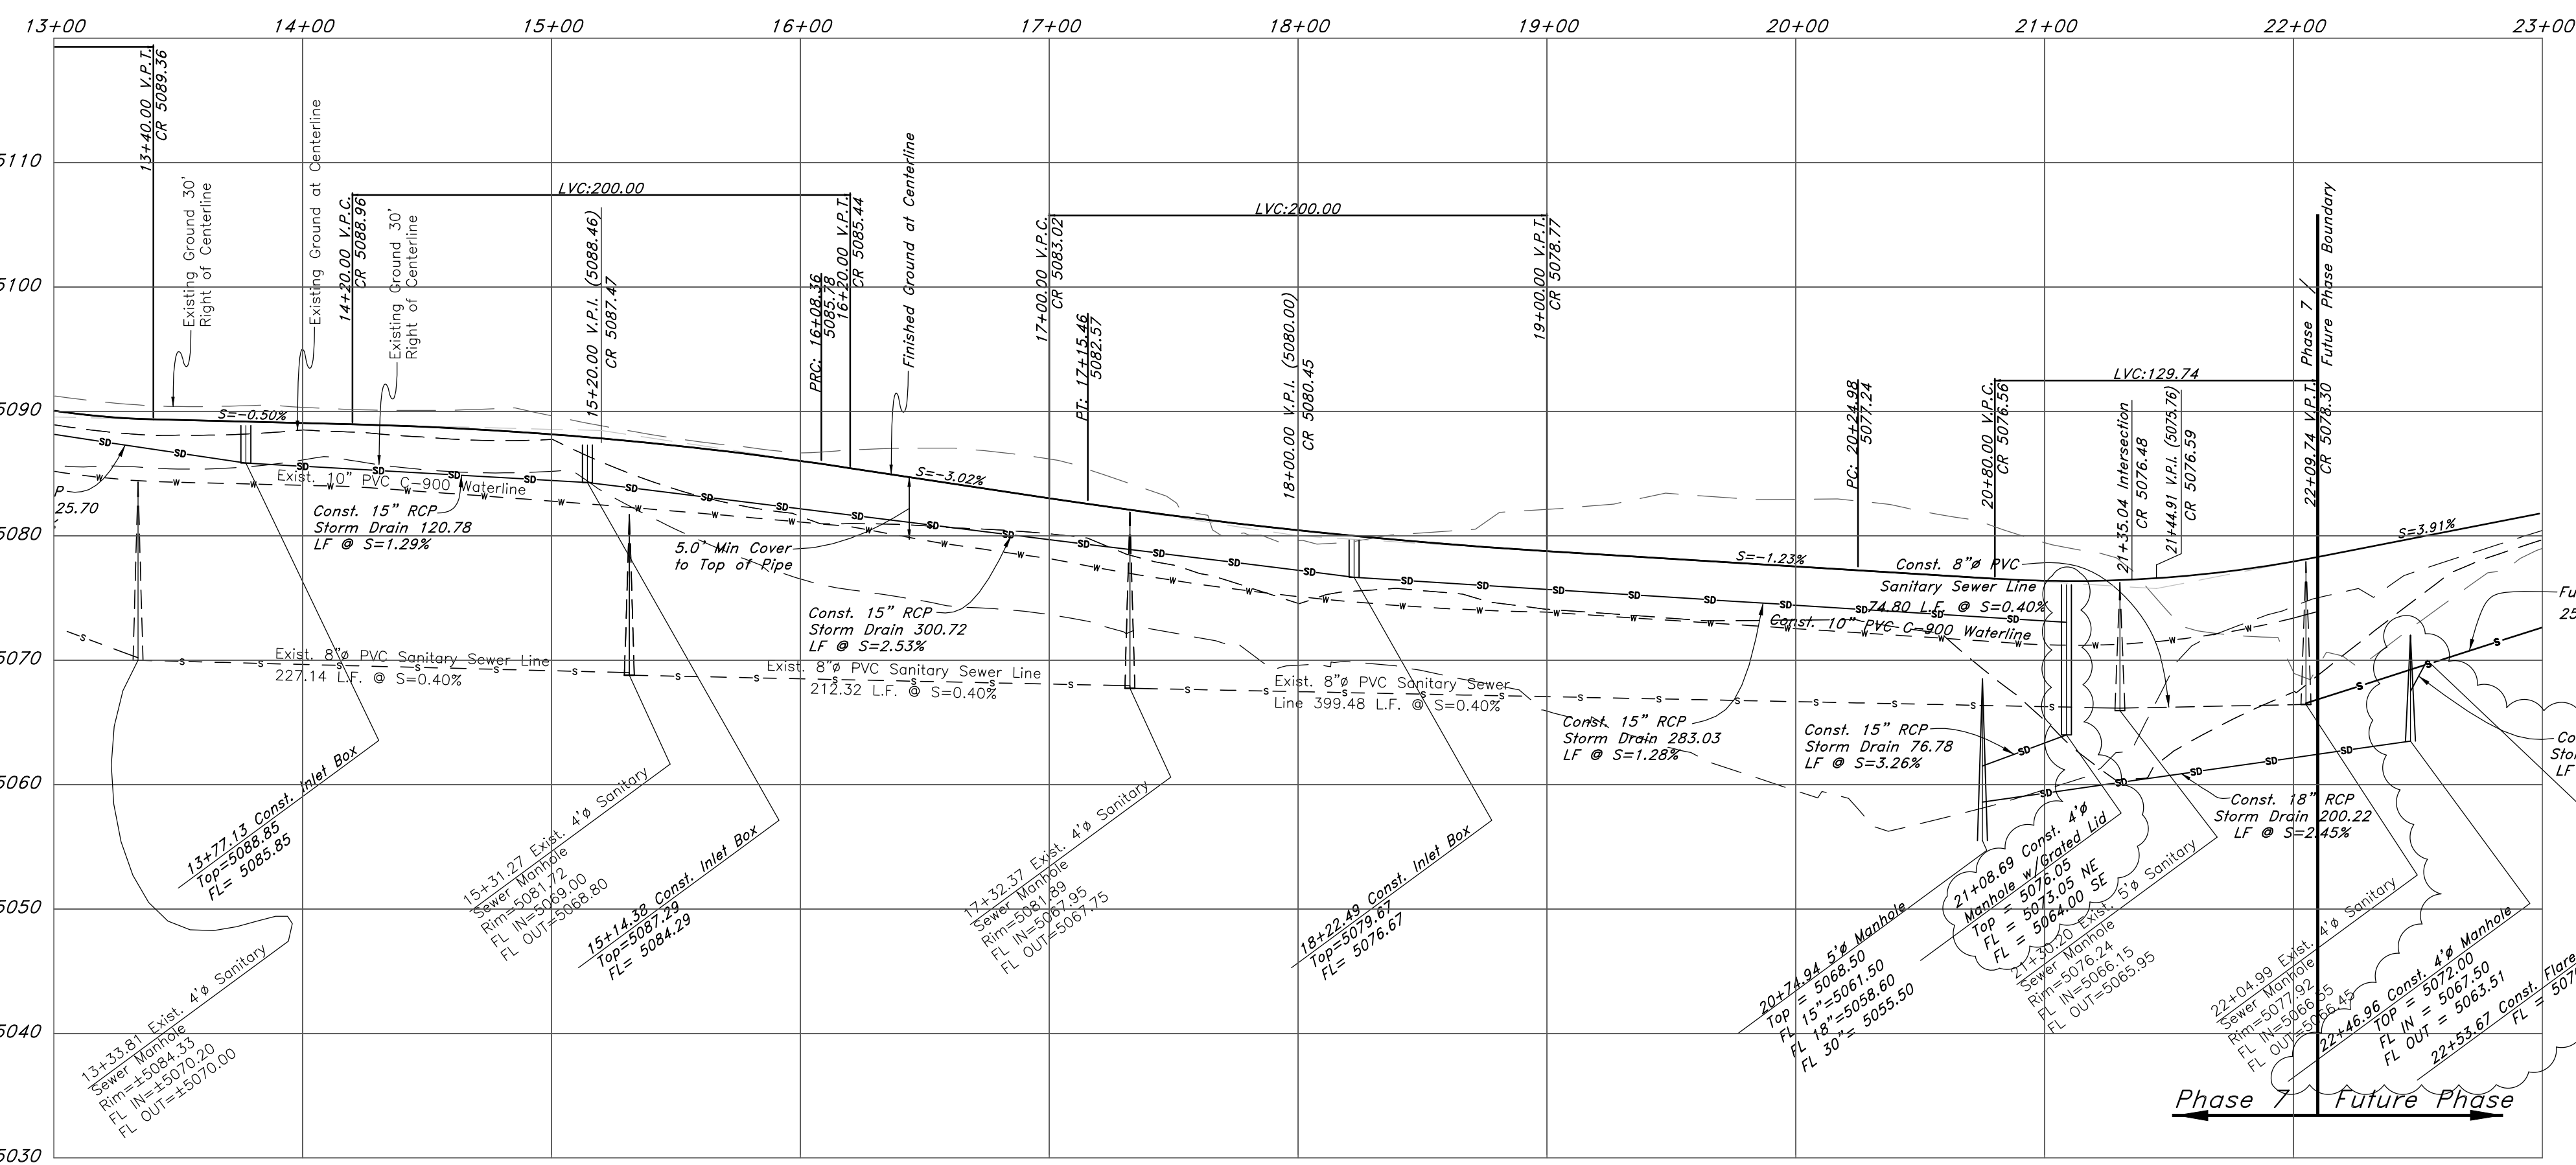 13+00
14+00
15+00
16+00
17+00
18+00
19+00
20+00
21+00
22+00
23+00
5110
5100
5090
5080
5070
5060
5050
5040
5030
13+40.00 V.P.T.
CR 5089.36
Existing Ground 30'
Right of Centerline
Existing Ground at Centerline
14+20.00 V.P.C.
CR 5088.96
Existing Ground 30'
Right of Centerline
LVC:200.00
15+20.00 V.P.I. (5088.46)
CR 5087.47
PRC: 16+08.36
5085.78
16+20.00 V.P.T.
CR 5085.44
Finished Ground at Centerline
17+00.00 V.P.C.
CR 5083.02
PT: 17+15.46
5082.57
LVC:200.00
18+00.00 V.P.I. (5080.00)
CR 5080.45
19+00.00 V.P.T.
CR 5078.77
PC: 20+24.98
5077.24
20+80.00 V.P.C.
CR 5076.56
LVC:129.74
21+35.04 Intersection
CR 5076.48
21+44.91 V.P.I. (5075.76)
CR 5076.59
22+09.74 V.P.T.
CR 5078.30
Phase 7 /
Future Phase Boundary
S=-0.50%
S=-3.02%
S=-1.23%
S=3.91%
P
25.70
Exist. 10" PVC C-900 Waterline
Const. 15" RCP
Storm Drain 120.78
LF @ S=1.29%
5.0' Min Cover
to Top of Pipe
Const. 15" RCP
Storm Drain 300.72
LF @ S=2.53%
Const. 8"ø PVC
Sanitary Sewer Line
74.80 L.F. @ S=0.40%
Const. 10" PVC C-900 Waterline
Exist. 8"ø PVC Sanitary Sewer Line
227.14 L.F. @ S=0.40%
Exist. 8"ø PVC Sanitary Sewer Line
212.32 L.F. @ S=0.40%
Exist. 8"ø PVC Sanitary Sewer
Line 399.48 L.F. @ S=0.40%
Const. 15" RCP
Storm Drain 283.03
LF @ S=1.28%
Const. 15" RCP
Storm Drain 76.78
LF @ S=3.26%
Const. 18" RCP
Storm Drain 200.22
LF @ S=2.45%
Fu
25
Co
Sto
LF
13+33.81 Exist. 4'ø Sanitary
Sewer Manhole
Rim=±5084.33
FL IN=±5070.20
FL OUT=±5070.00
13+77.13 Const. Inlet Box
Top=5088.85
FL= 5085.85
15+31.27 Exist. 4'ø Sanitary
Sewer Manhole
Rim=5081.72
FL IN=5069.00
FL OUT=5068.80
15+14.38 Const. Inlet Box
Top=5087.29
FL= 5084.29
17+32.37 Exist. 4'ø Sanitary
Sewer Manhole
Rim=5081.89
FL IN=5067.95
FL OUT=5067.75
18+22.49 Const. Inlet Box
Top=5079.67
FL= 5076.67
20+74.94 5'ø Manhole
Top = 5068.50
FL 15"=5061.50
FL 18"=5058.60
FL 30"= 5055.50
21+08.69 Const. 4'ø
Manhole w/Grated Lid
Top = 5076.05
FL = 5073.05 NE
FL = 5064.00 SE
21+30.20 Exist. 5'ø Sanitary
Sewer Manhole
Rim=5076.24
FL IN=5066.15
FL OUT=5065.95
22+04.99 Exist. 4'ø Sanitary
Sewer Manhole
Rim=5077.92
FL IN=5066.65
FL OUT=5066.45
22+46.96 Const. 4'ø Manhole
TOP = 5072.00
FL IN = 5067.50
FL OUT = 5063.51
22+53.67 Const. Flare
FL = 507
Phase 7
Future Phase